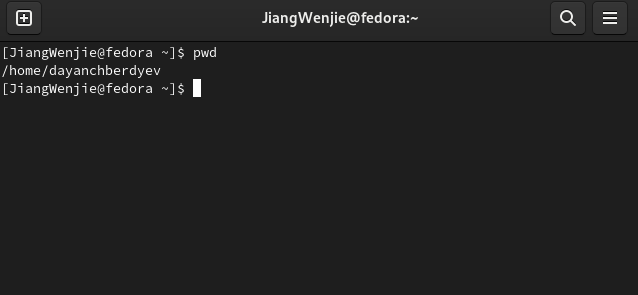 JiangWenjie@fedora:~
[JiangWenjie@fedora ~]$ pwd
/home/dayanchberdyev
[JiangWenjie@fedora ~]$